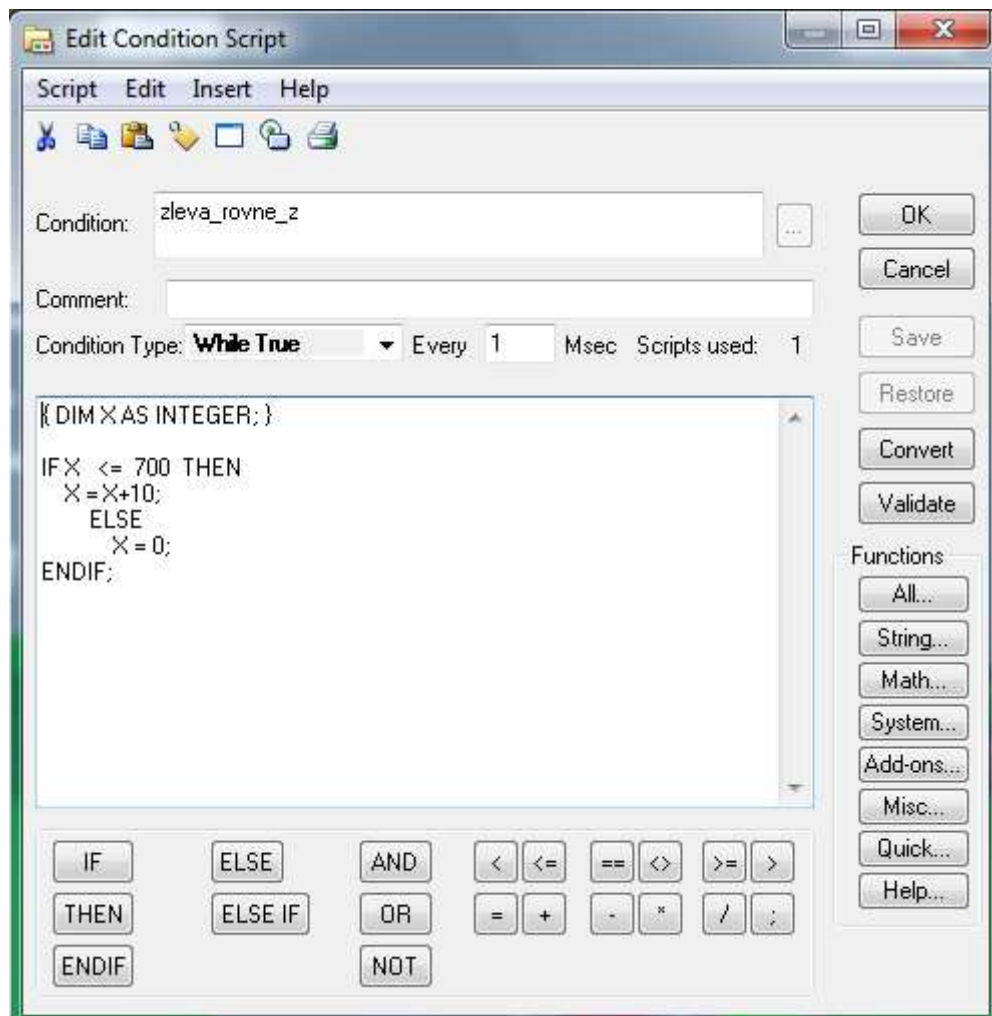 Edit Condition Script
Script Edit Insert Help
Condition: zleva_rovne_z ...
OK
Cancel
Comment:
Condition Type: While True Every 1 Msec Scripts used: 1
Save
Restore
Convert
Validate
{ DIM X AS INTEGER; }
IF X <= 700 THEN
X =X+10;
ELSE
X = 0;
ENDIF;
Functions
All...
String...
Math...
System...
Add-ons...
Misc...
Quick...
Help...
IF ELSE AND < <= == <> >= >
THEN ELSE IF OR = + - * / ;
ENDIF NOT